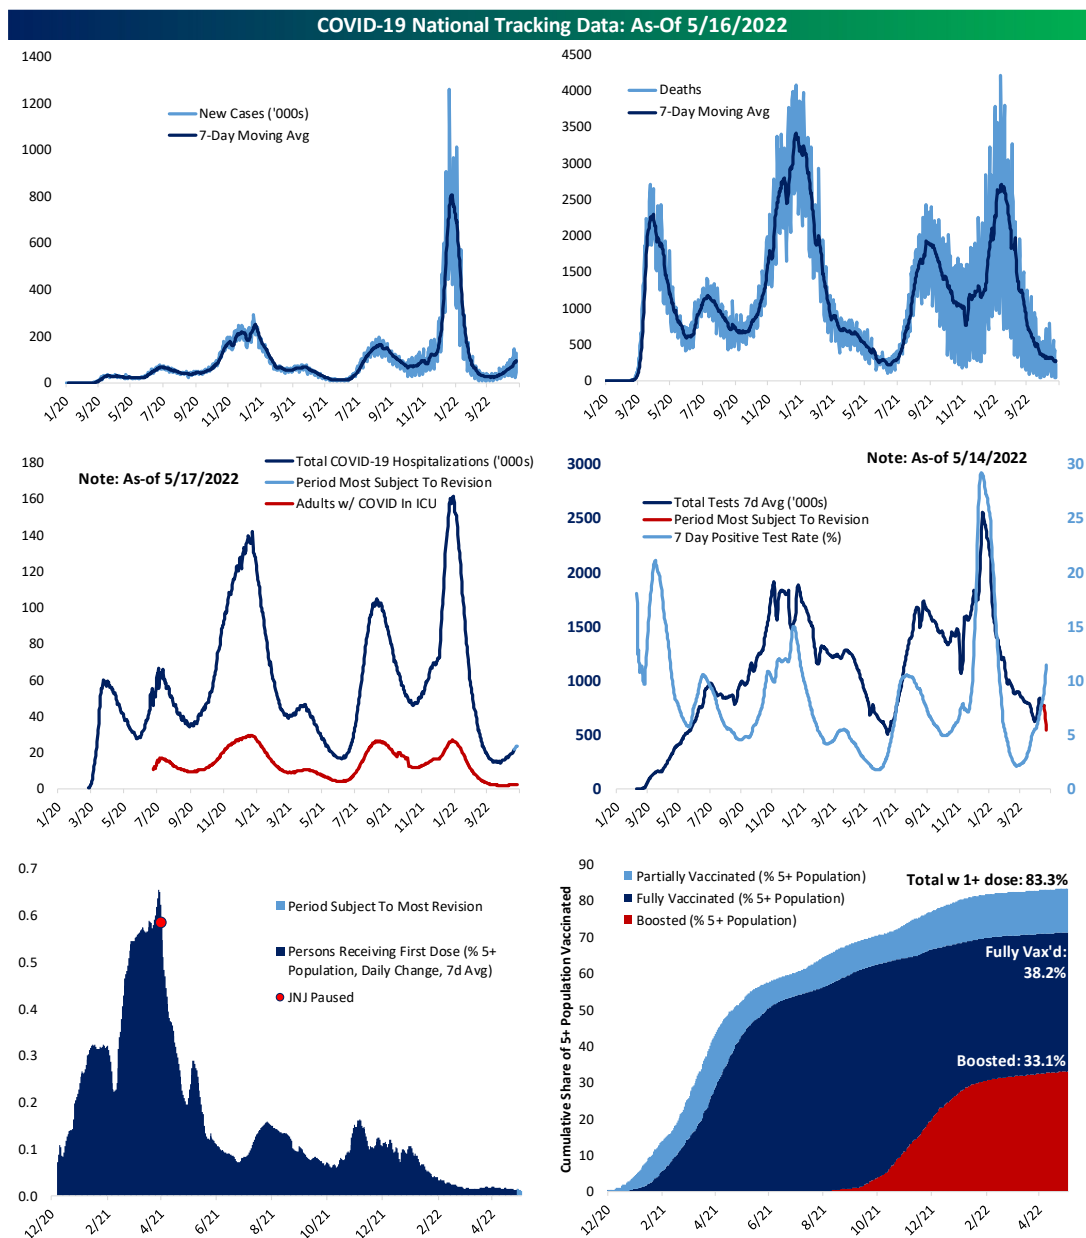 COVID-19 National Tracking Data: As-Of 5/16/2022
1400
1200
1000
800
600
400
200
0
New Cases ('000s)
7-Day Moving Avg
1/20 3/20 5/20 7/20 9/20 11/20 1/21 3/21 5/21 7/21 9/21 11/21 1/22 3/22
4500
4000
3500
3000
2500
2000
1500
1000
500
0
Deaths
7-Day Moving Avg
1/20 3/20 5/20 7/20 9/20 11/20 1/21 3/21 5/21 7/21 9/21 11/21 1/22 3/22
180
160
140
120
100
80
60
40
20
0
Note: As-of 5/17/2022
Total COVID-19 Hospitalizations ('000s)
Period Most Subject To Revision
Adults w/ COVID In ICU
1/20 3/20 5/20 7/20 9/20 11/20 1/21 3/21 5/21 7/21 9/21 11/21 1/22 3/22
Note: As-of 5/14/2022
3000
2500
2000
1500
1000
500
0
Total Tests 7d Avg ('000s)
Period Most Subject To Revision
7 Day Positive Test Rate (%)
30
25
20
15
10
5
0
1/20 3/20 5/20 7/20 9/20 11/20 1/21 3/21 5/21 7/21 9/21 11/21 1/22 3/22
0.7
0.6
0.5
0.4
0.3
0.2
0.1
0.0
Period Subject To Most Revision
Persons Receiving First Dose (% 5+
Population, Daily Change, 7d Avg)
JNJ Paused
12/20 2/21 4/21 6/21 8/21 10/21 12/21 2/22 4/22
Cumulative Share of 5+ Population Vaccinated
90
80
70
60
50
40
30
20
10
0
Partially Vaccinated (% 5+ Population)
Fully Vaccinated (% 5+ Population)
Boosted (% 5+ Population)
Total w 1+ dose: 83.3%
Fully Vax'd:
38.2%
Boosted: 33.1%
12/20 2/21 4/21 6/21 8/21 10/21 12/21 2/22 4/22